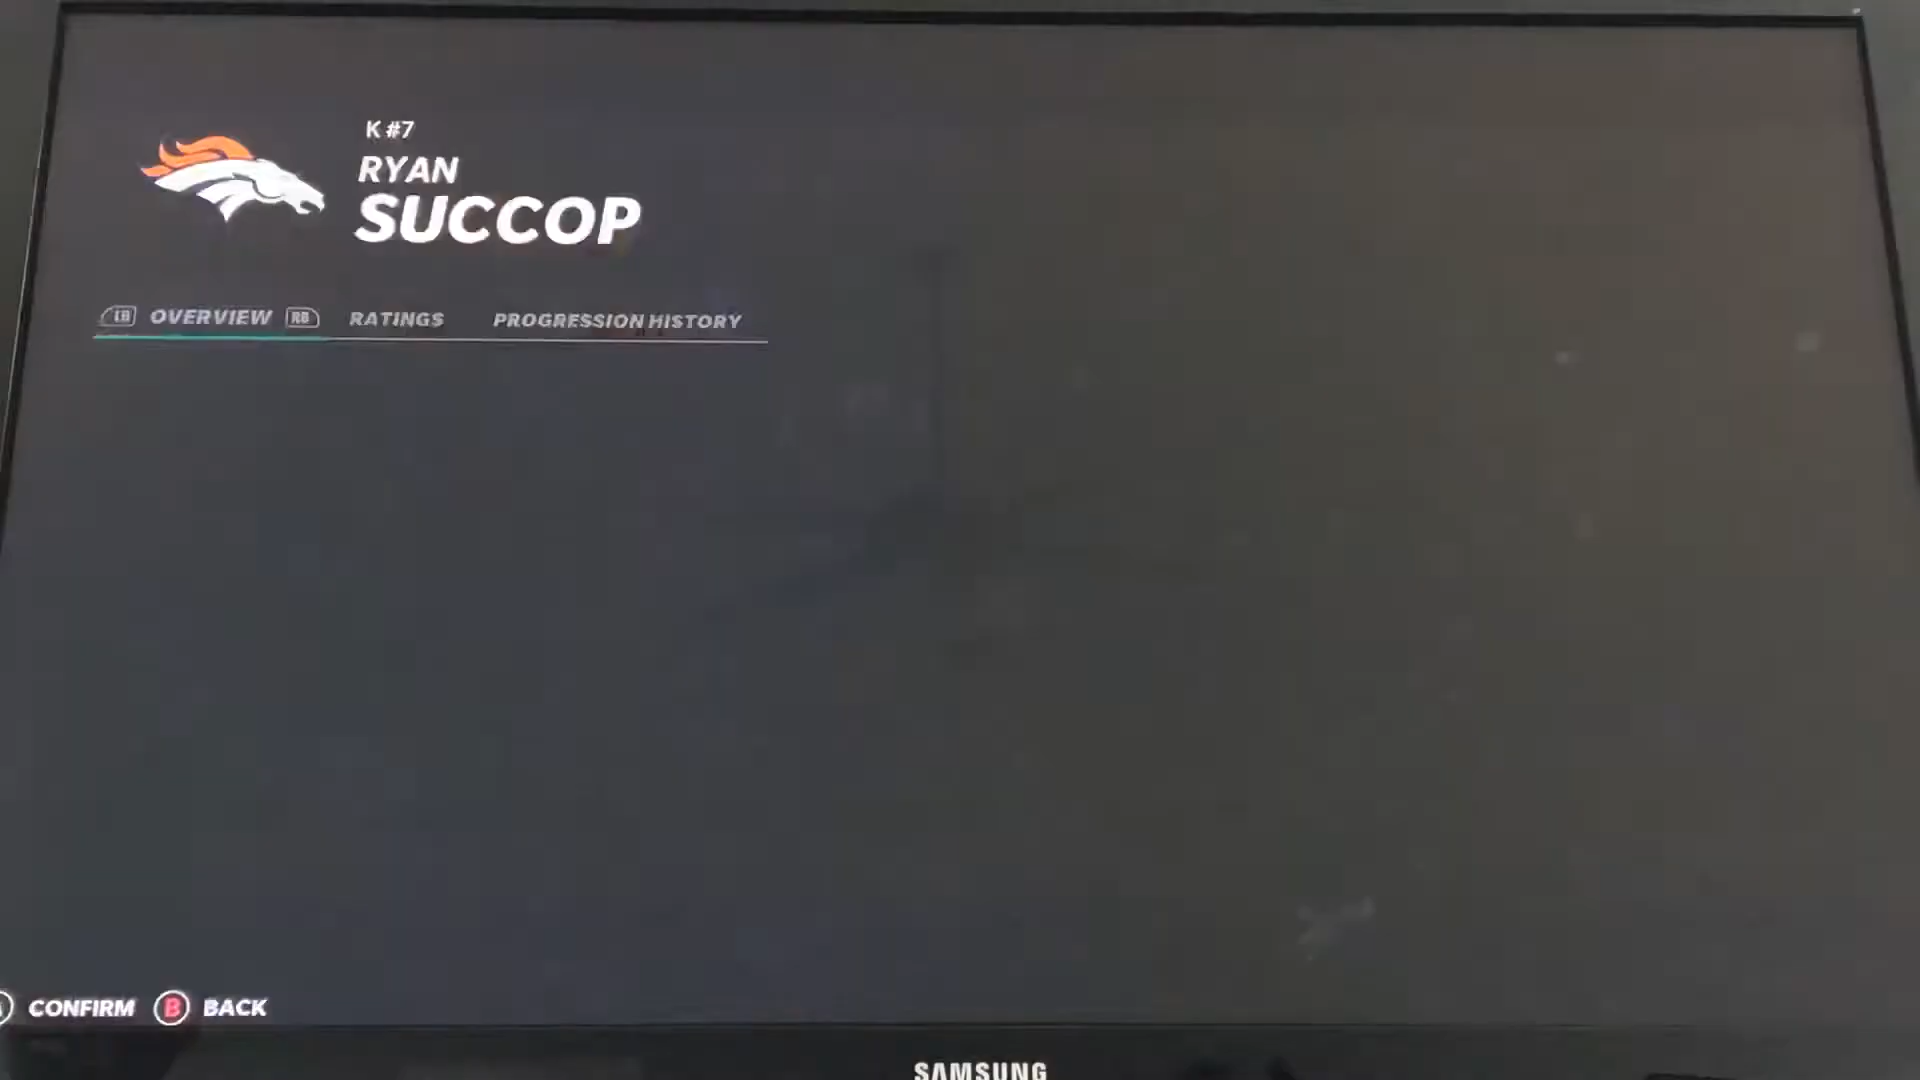 K #7
RYAN
SUCCOP
LB OVERVIEW RB RATINGS PROGRESSION HISTORY
CONFIRM B BACK
SAMSUNG